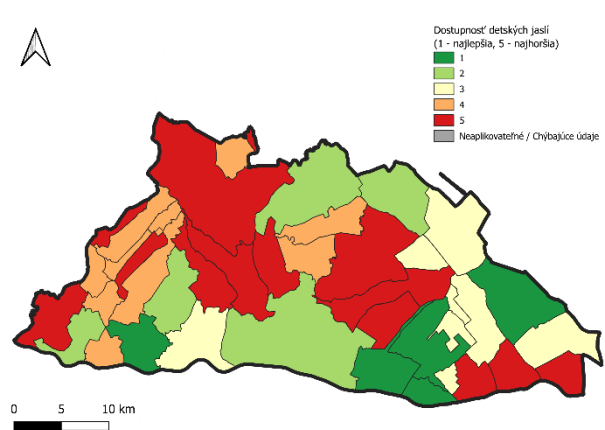 Dostupnosť detských jaslí
(1 - najlepšia, 5 - najhoršia)
1
2
3
4
5
Neaplikovateľné / Chýbajúce údaje
0 5 10 km